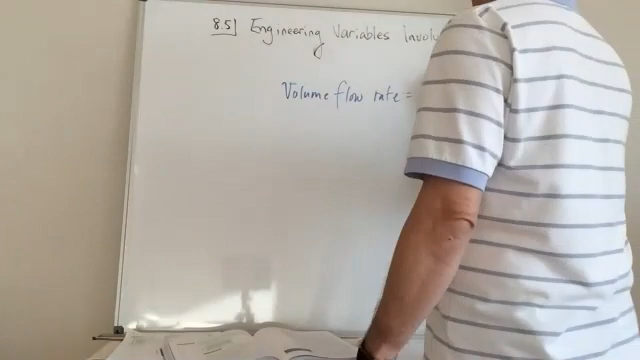 8.5] Engineering Variables
Volume flow rate =